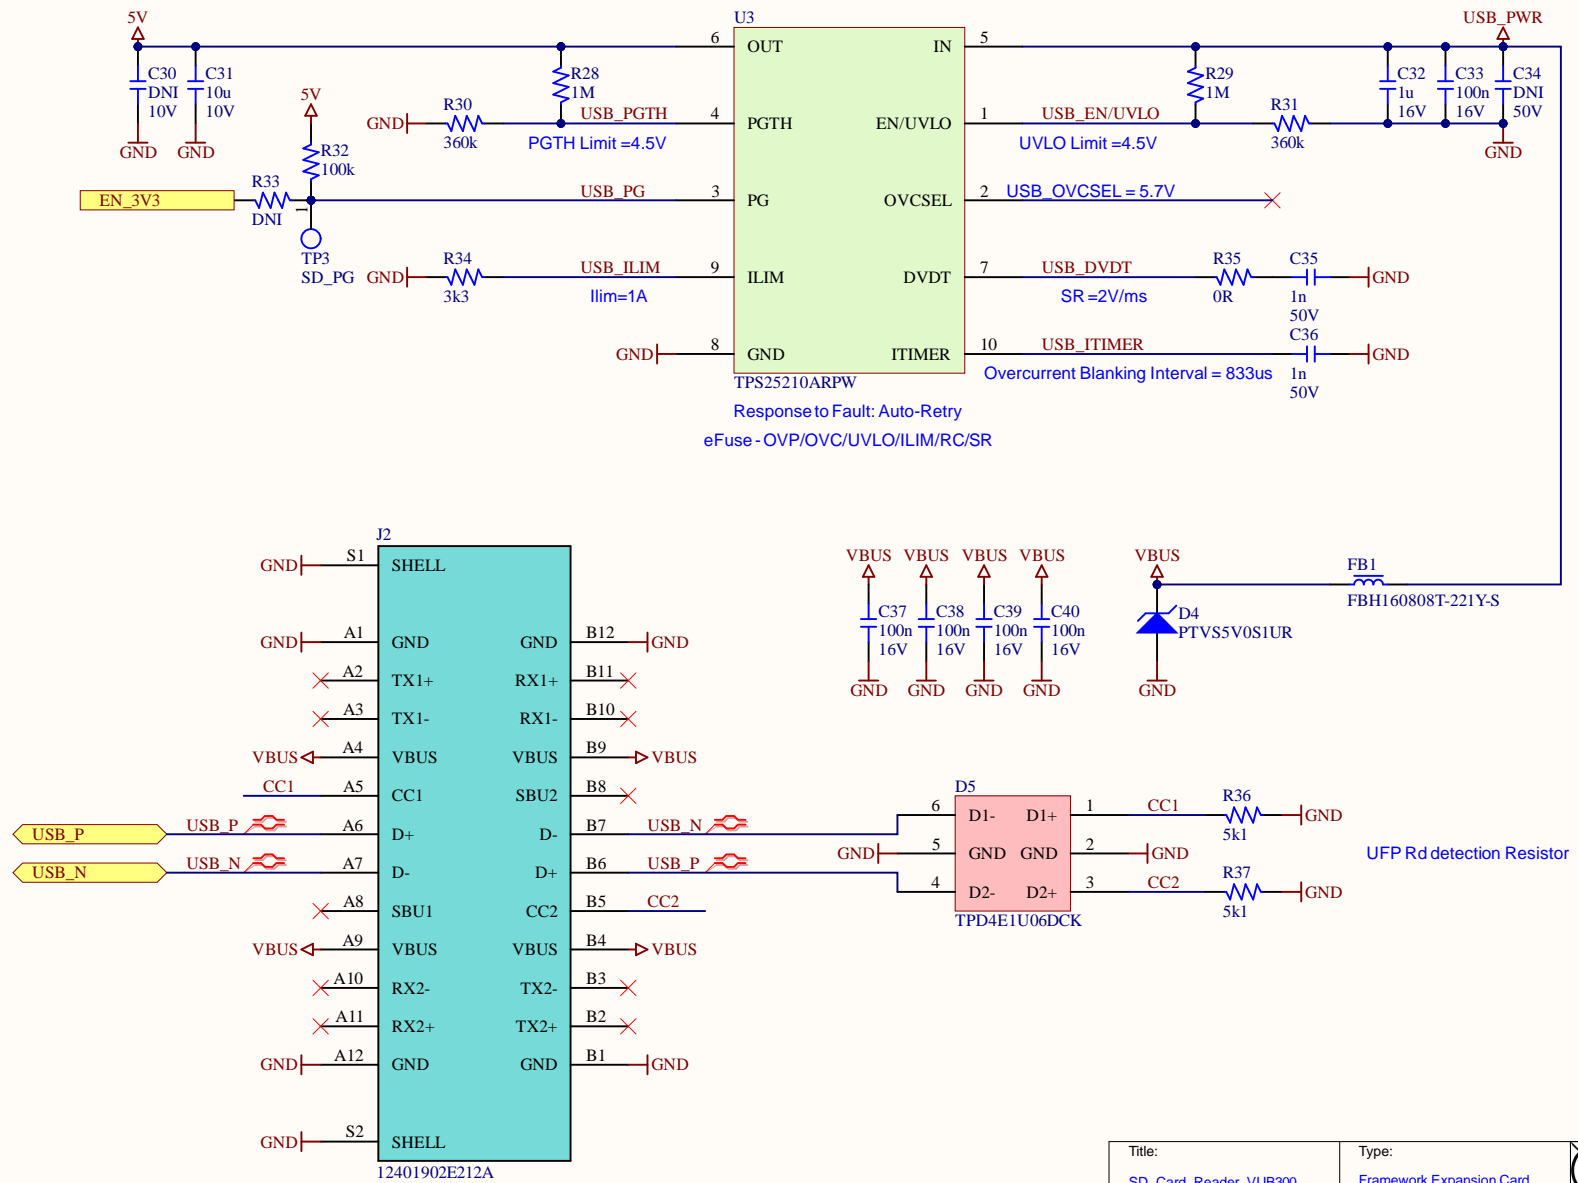 5V
C30
DNI
10V
GND
C31
10u
10V
GND
5V
R32
100k
EN_3V3
R33
DNI
1
TP3
SD_PG
R28
1M
GND
R30
360k
USB_PGTH
PGTH Limit =4.5V
USB_PG
GND
R34
3k3
USB_ILIM
Ilim=1A
GND
6
4
3
9
8
U3
OUT
PGTH
PG
ILIM
GND
IN
EN/UVLO
OVCSEL
DVDT
ITIMER
TPS25210ARPW
Response to Fault: Auto-Retry
eFuse - OVP/OVC/UVLO/ILIM/RC/SR
5
1
2
7
10
R29
1M
USB_EN/UVLO
UVLO Limit =4.5V
R31
360k
USB_OVCSEL = 5.7V
USB_DVDT
SR =2V/ms
R35
0R
C35
1n
50V
GND
USB_ITIMER
Overcurrent Blanking Interval = 833us
C36
1n
50V
GND
USB_PWR
C32
1u
16V
C33
100n
16V
C34
DNI
50V
GND
J2
GND
S1
SHELL
GND
A1
GND
A2
TX1+
A3
TX1-
VBUS
A4
VBUS
CC1
A5
CC1
USB_P
USB_P
A6
D+
USB_N
USB_N
A7
D-
A8
SBU1
VBUS
A9
VBUS
A10
RX2-
A11
RX2+
GND
A12
GND
GND
S2
SHELL
12401902E212A
GND
B12
GND
RX1+
B11
RX1-
B10
VBUS
B9
VBUS
SBU2
B8
D-
B7
USB_N
D+
B6
USB_P
CC2
B5
CC2
VBUS
B4
VBUS
TX2-
B3
TX2+
B2
GND
B1
GND
VBUS
C37
100n
16V
GND
VBUS
C38
100n
16V
GND
VBUS
C39
100n
16V
GND
VBUS
C40
100n
16V
GND
VBUS
D4
PTVS5V0S1UR
GND
FB1
FBH160808T-221Y-S
D5
6
D1-
D1+
1
CC1
R36
5k1
GND
GND
5
GND
GND
2
GND
4
D2-
D2+
3
CC2
R37
5k1
GND
TPD4E1U06DCK
UFP Rd detection Resistor
Title:
SD_Card_Reader_VUB300
Type:
Framework Expansion Card